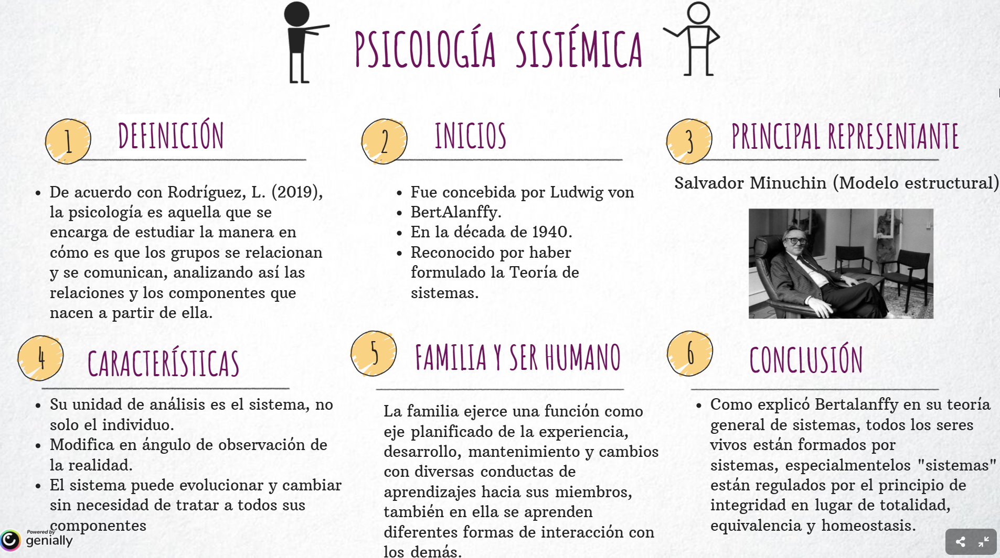 PSICOLOGÍA SISTÉMICA
1
DEFINICIÓN
De acuerdo con Rodríguez, L. (2019),
la psicología es aquella que se
encarga de estudiar la manera en
cómo es que los grupos se relacionan
y se comunican, analizando así las
relaciones y los componentes que
nacen a partir de ella.
2
INICIOS
Fue concebida por Ludwig von
BertAlanffy.
En la década de 1940.
Reconocido por haber
formulado la Teoría de
sistemas.
3
PRINCIPAL REPRESENTANTE
Salvador Minuchin (Modelo estructural)
4
CARACTERÍSTICAS
Su unidad de análisis es el sistema, no
solo el individuo.
Modifica en ángulo de observación de
la realidad.
El sistema puede evolucionar y cambiar
sin necesidad de tratar a todos sus
componentes
5
FAMILIA Y SER HUMANO
La familia ejerce una función como
eje planificado de la experiencia,
desarrollo, mantenimiento y cambios
con diversas conductas de
aprendizajes hacia sus miembros,
también en ella se aprenden
diferentes formas de interacción con
los demás.
6
CONCLUSIÓN
Como explicó Bertalanffy en su teoría
general de sistemas, todos los seres
vivos están formados por
sistemas, especialmentelos "sistemas"
están regulados por el principio de
integridad en lugar de totalidad,
equivalencia y homeostasis.
Powered by
genially